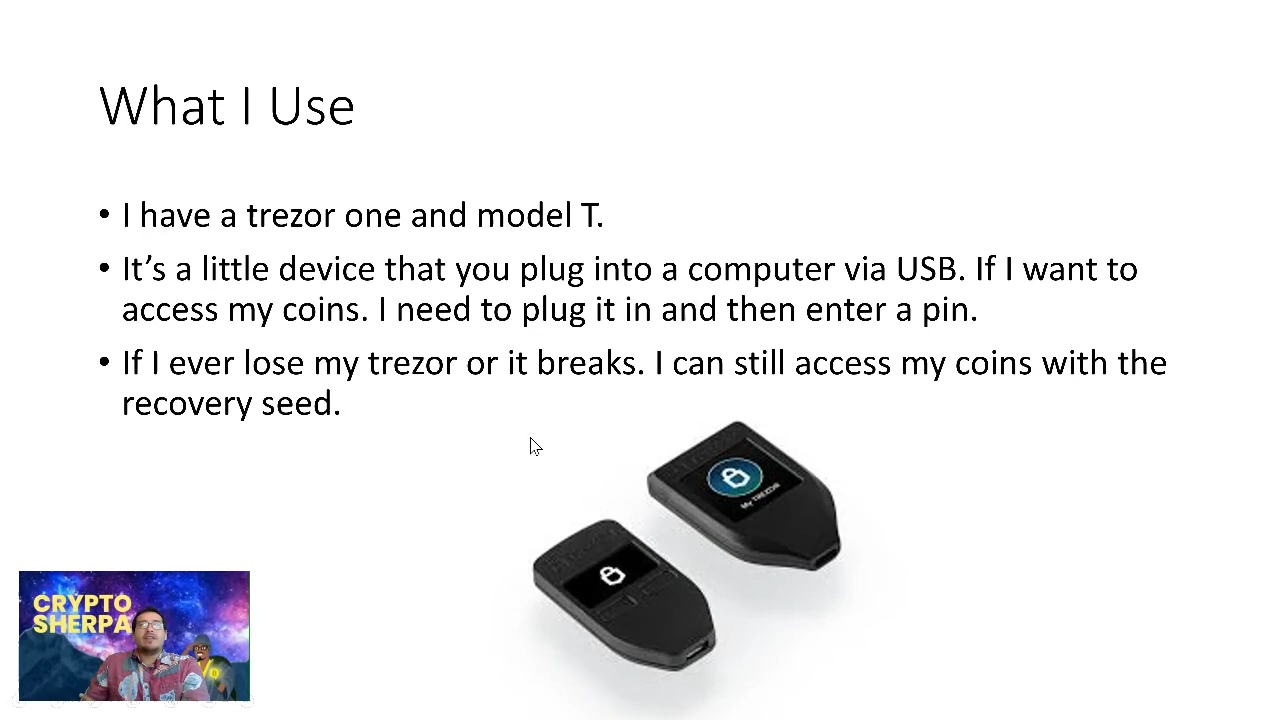 What I Use
• I have a trezor one and model T.
• It’s a little device that you plug into a computer via USB. If I want to
access my coins. I need to plug it in and then enter a pin.
• If I ever lose my trezor or it breaks. I can still access my coins with the
recovery seed.
My TREZOR
CRYPTO
SHERPA
%